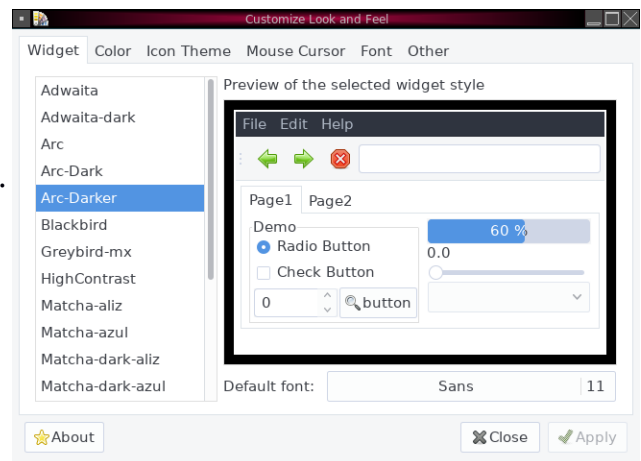 Customize Look and Feel
Widget Color Icon Theme Mouse Cursor Font Other
Adwaita
Adwaita-dark
Arc
Arc-Dark
Arc-Darker
Blackbird
Greybird-mx
HighContrast
Matcha-aliz
Matcha-azul
Matcha-dark-aliz
Matcha-dark-azul
Preview of the selected widget style
File Edit Help
Page1 Page2
Demo
Radio Button
Check Button
0 button
60 %
0.0
Default font: Sans 11
About Close Apply